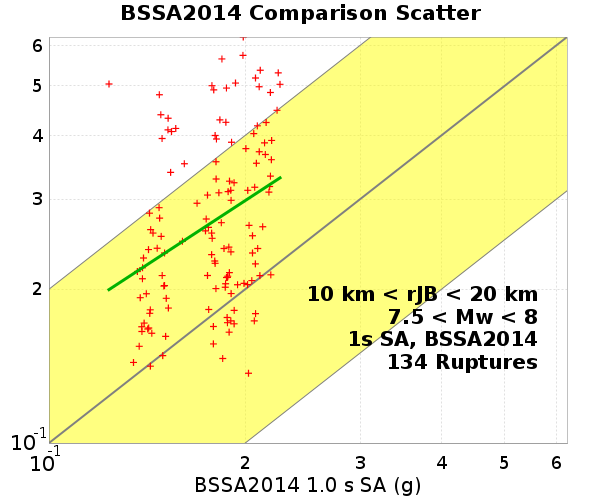 BSSA2014 Comparison Scatter
6
5
4
3
2
10-1
10 km < rJB < 20 km
7.5 < Mw < 8
1s SA, BSSA2014
134 Ruptures
10-1
2
3
4
5
6
BSSA2014 1.0 s SA (g)